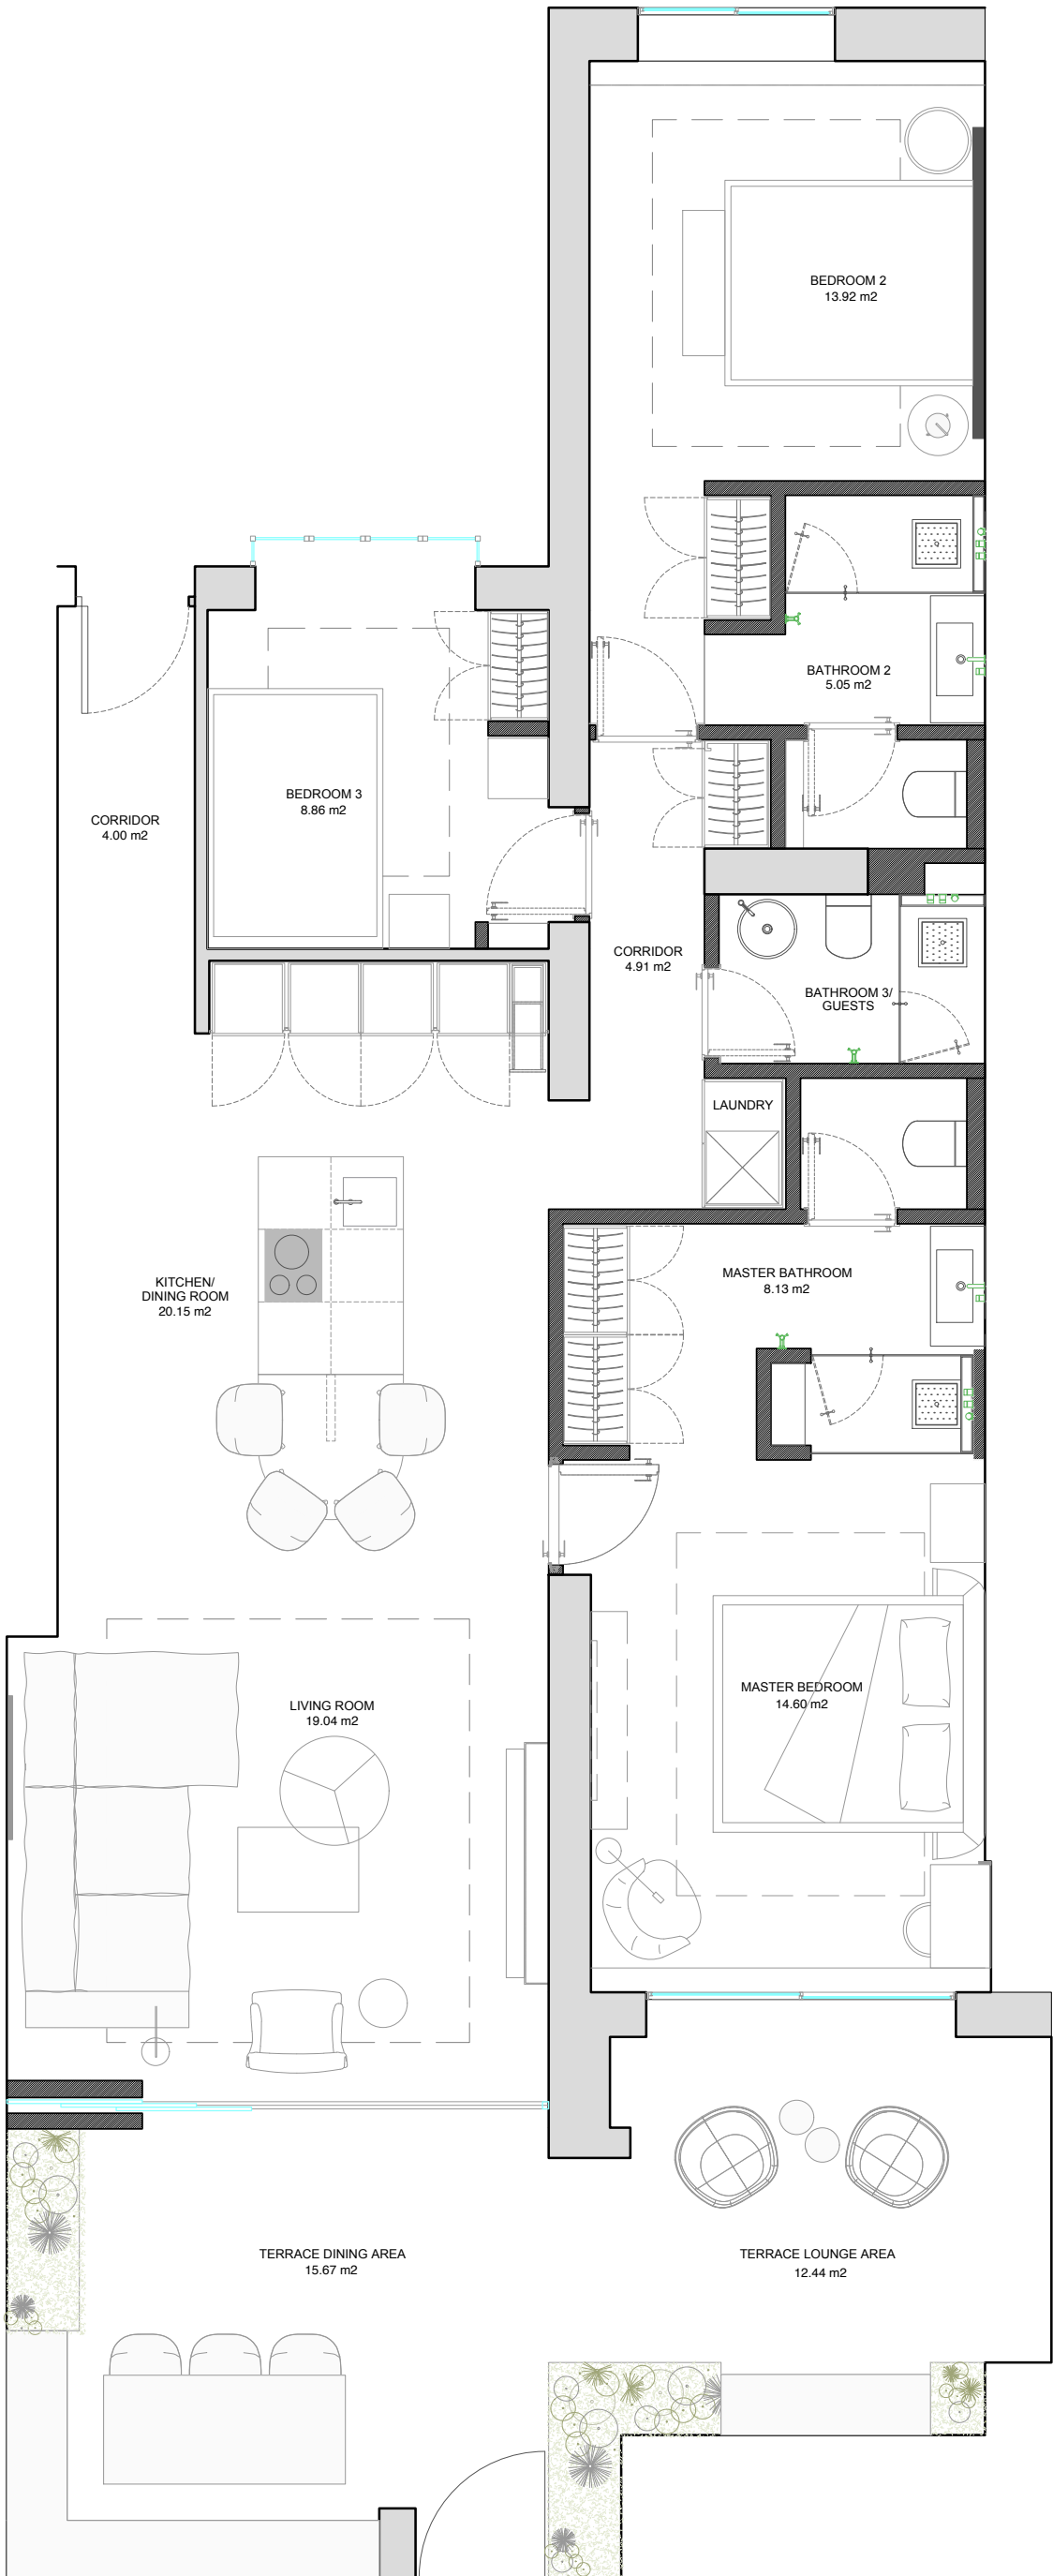 BEDROOM 2
13.92 m2
BATHROOM 2
5.05 m2
BEDROOM 3
8.86 m2
CORRIDOR
4.00 m2
CORRIDOR
4.91 m2
BATHROOM 3/
GUESTS
LAUNDRY
KITCHEN/
DINING ROOM
20.15 m2
MASTER BATHROOM
8.13 m2
MASTER BEDROOM
14.60 m2
LIVING ROOM
19.04 m2
TERRACE DINING AREA
15.67 m2
TERRACE LOUNGE AREA
12.44 m2